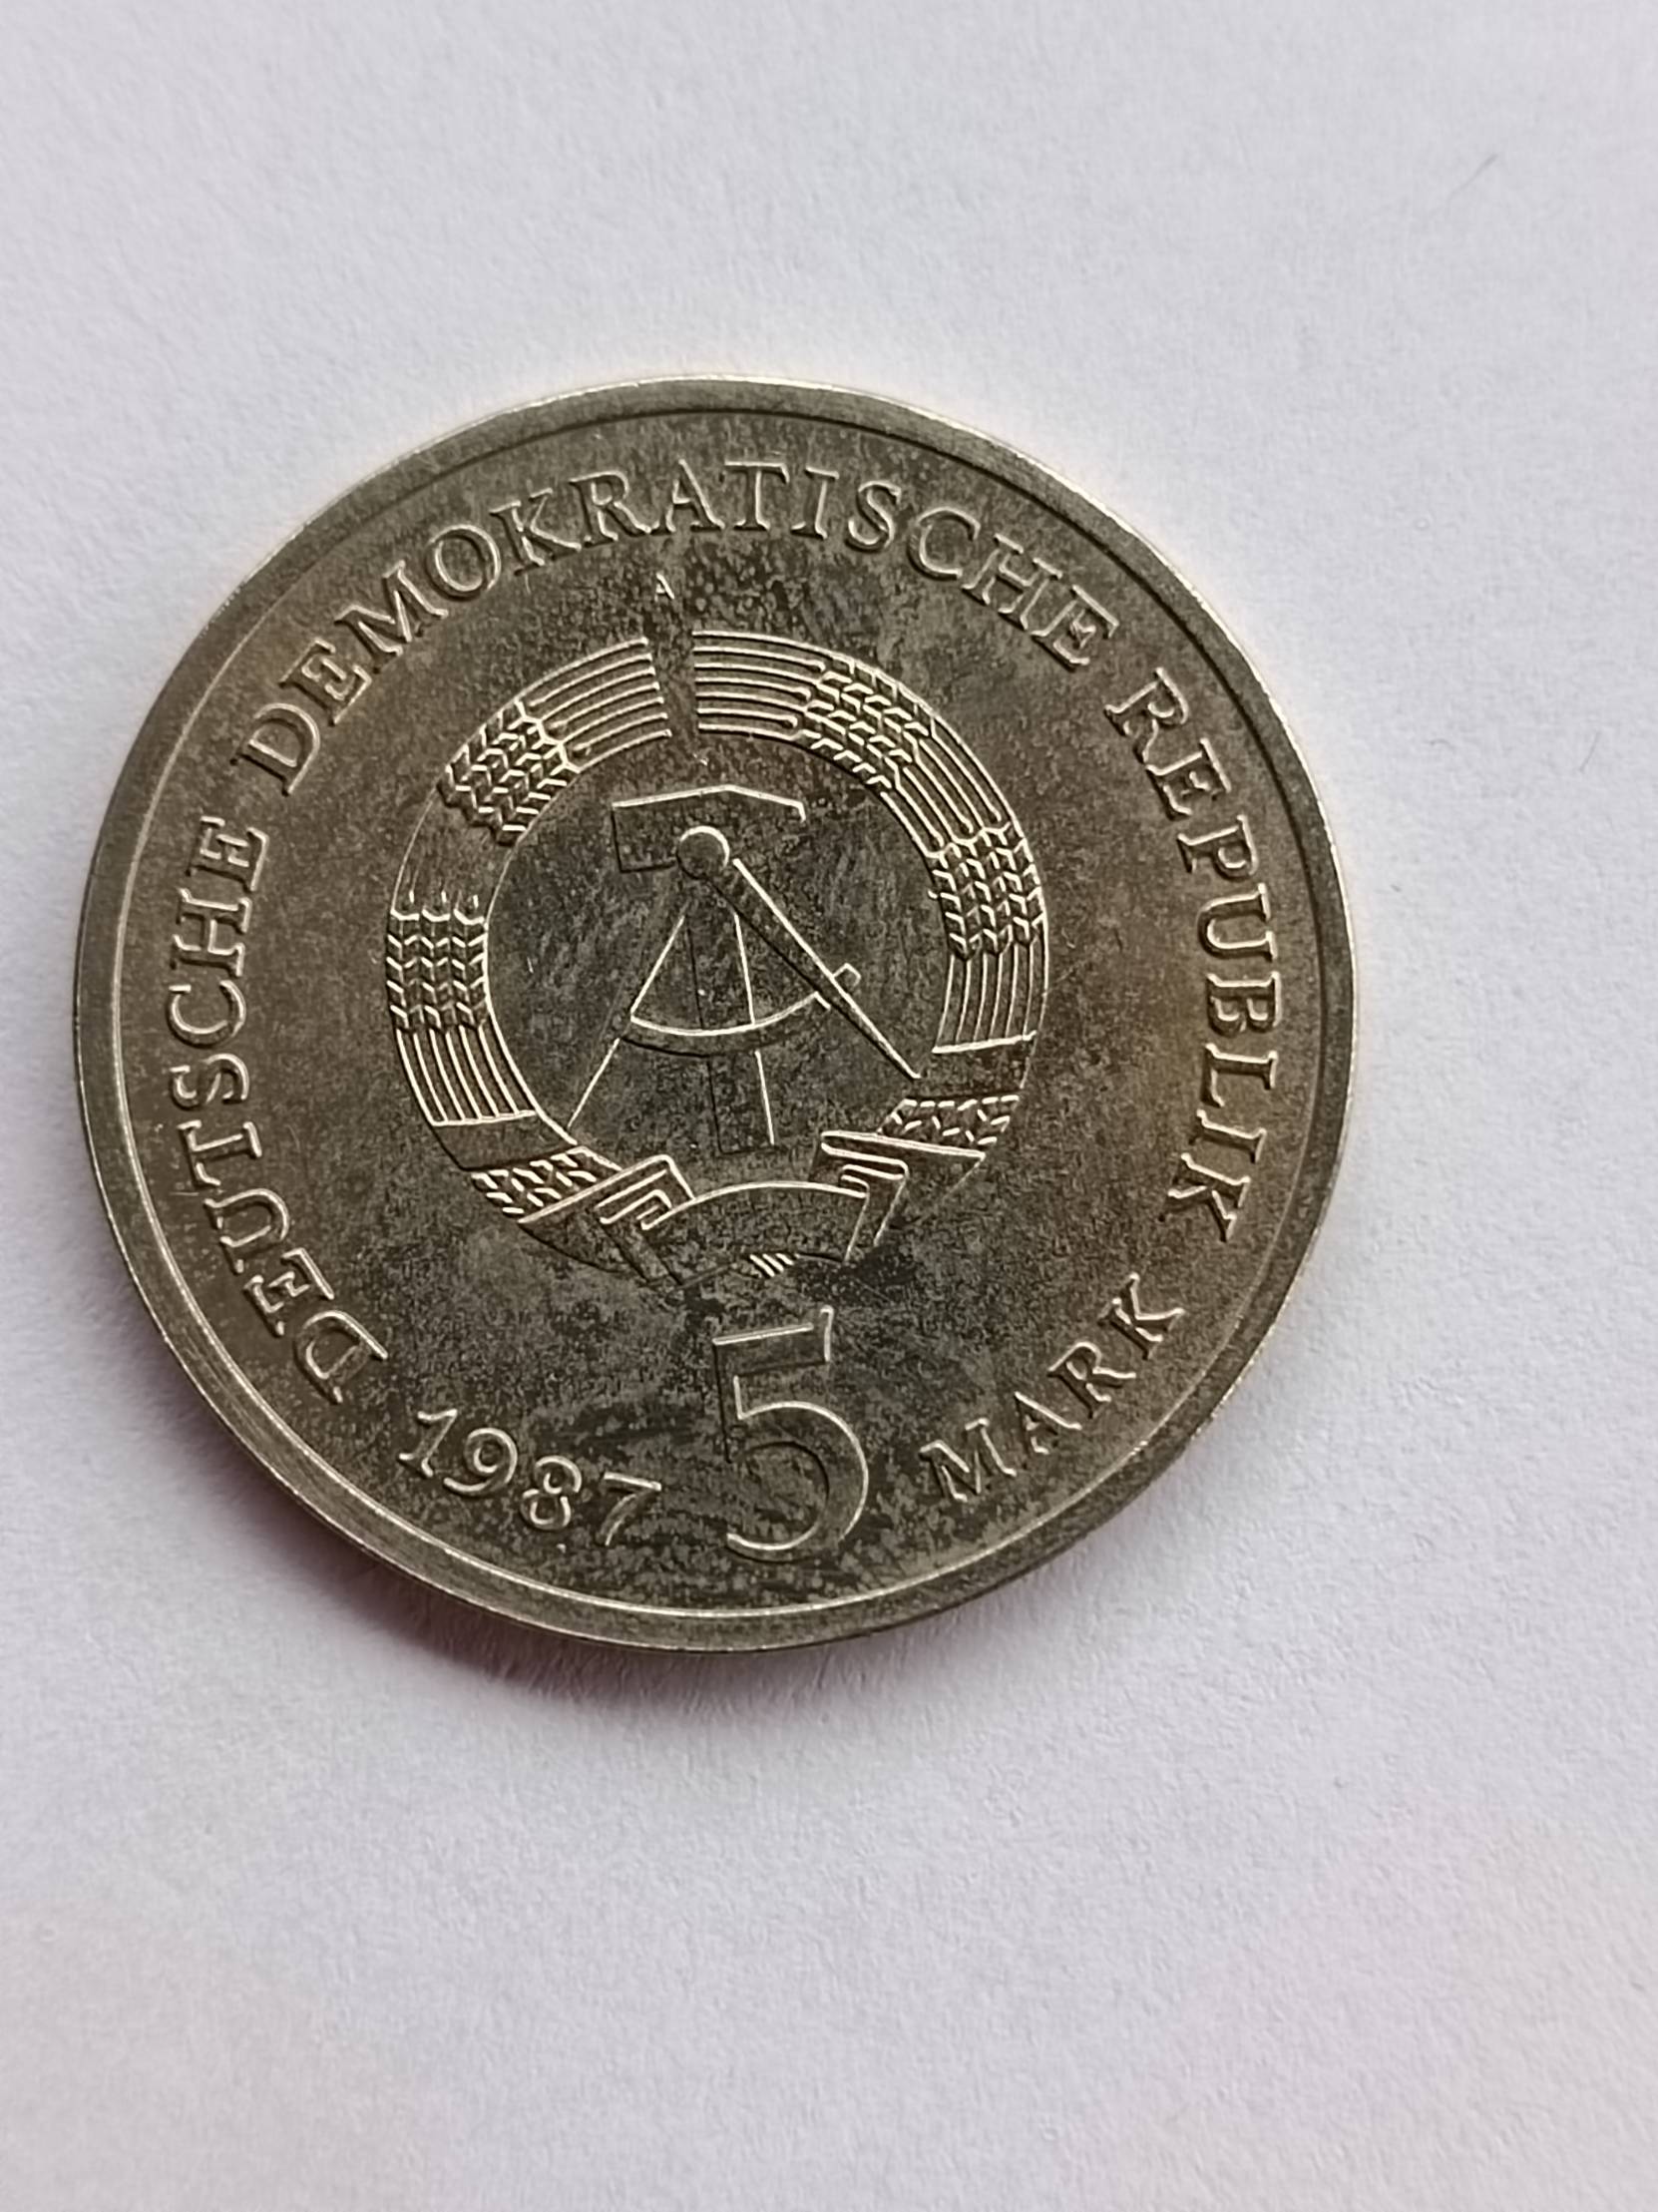 DEUTSCHE DEMOKRATISCHE REPUBLIK
1987 5 MARK